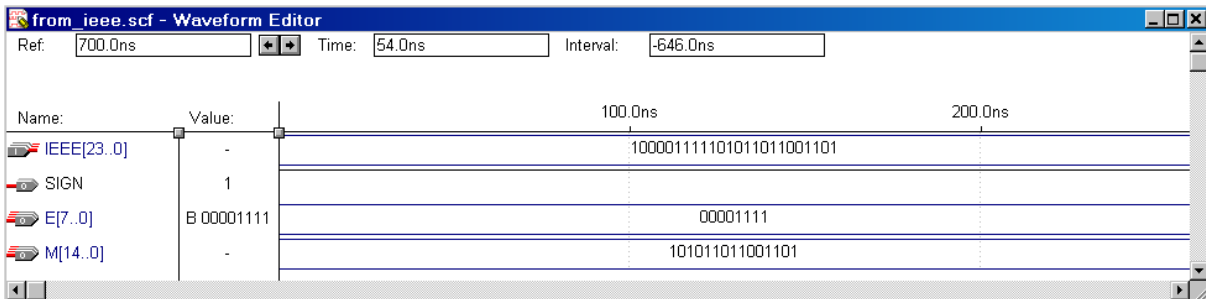 from_ieee.scf - Waveform Editor
Ref: 700.0ns Time: 54.0ns Interval: -646.0ns
100.0ns 200.0ns
Name: Value:
IEEE[23..0] - 100001111101011011001101
SIGN 1
E[7..0] B 00001111 00001111
M[14..0] - 101011011001101